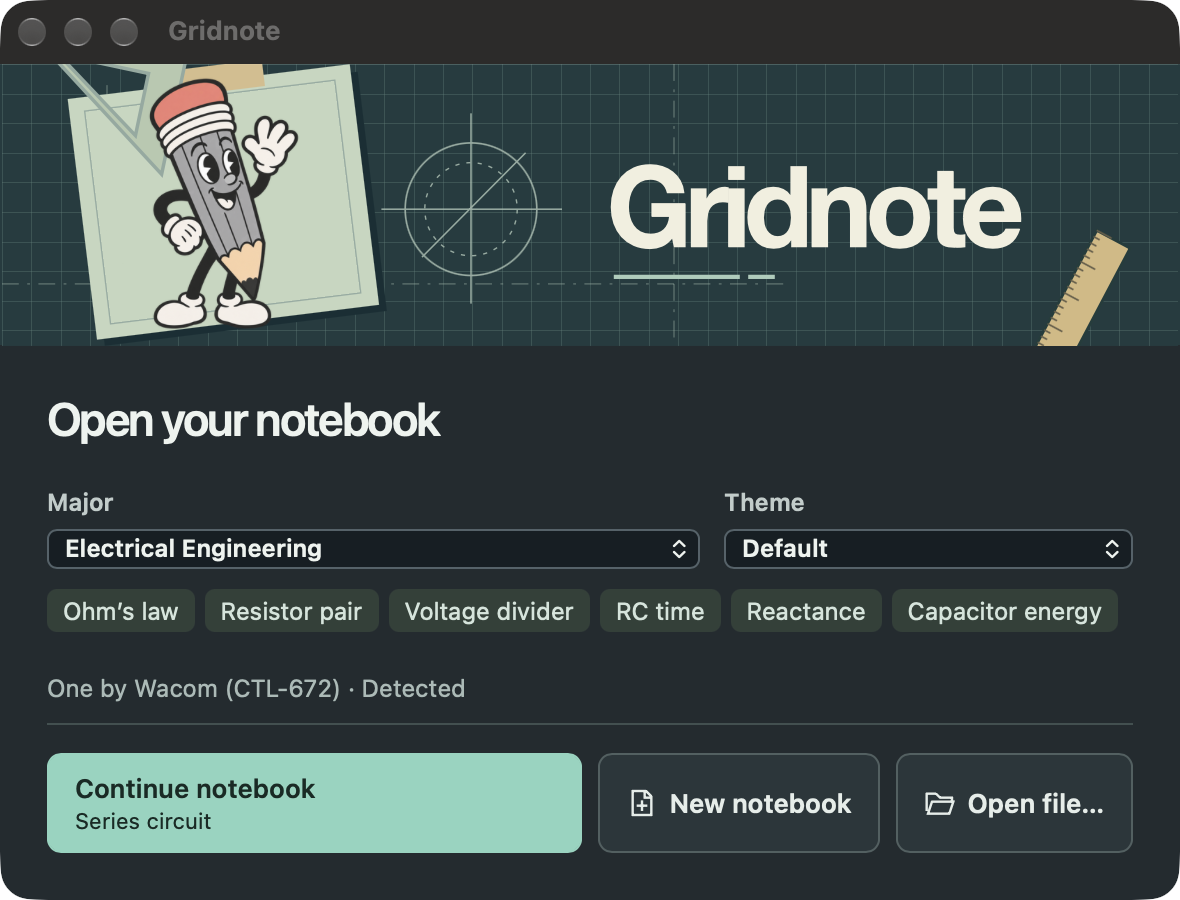 Gridnote
Gridnote
Open your notebook
Major
Theme
Electrical Engineering
Default
Ohm’s law
Resistor pair
Voltage divider
RC time
Reactance
Capacitor energy
One by Wacom (CTL-672) · Detected
Continue notebook
Series circuit
New notebook
Open file...